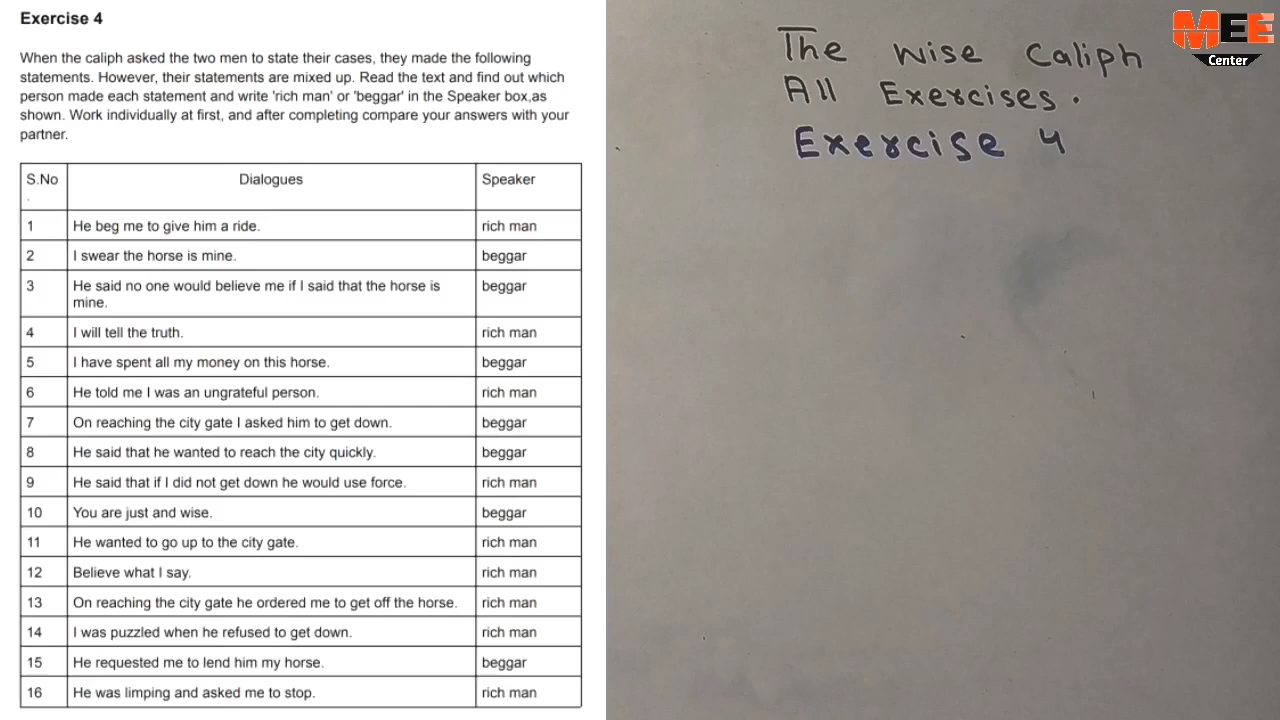 Exercise 4
When the caliph asked the two men to state their cases, they made the following
statements. However, their statements are mixed up. Read the text and find out which
person made each statement and write 'rich man' or 'beggar' in the Speaker box,as
shown. Work individually at first, and after completing compare your answers with your
partner.
S.No. Dialogues Speaker
1 He beg me to give him a ride. rich man
2 I swear the horse is mine. beggar
3 He said no one would believe me if I said that the horse is
mine. beggar
4 I will tell the truth. rich man
5 I have spent all my money on this horse. beggar
6 He told me I was an ungrateful person. rich man
7 On reaching the city gate I asked him to get down. beggar
8 He said that he wanted to reach the city quickly. beggar
9 He said that if I did not get down he would use force. rich man
10 You are just and wise. beggar
11 He wanted to go up to the city gate. rich man
12 Believe what I say. rich man
13 On reaching the city gate he ordered me to get off the horse. rich man
14 I was puzzled when he refused to get down. rich man
15 He requested me to lend him my horse. beggar
16 He was limping and asked me to stop. rich man
The Wise Caliph
All Exercises.
Exercise 4
MEE
Center